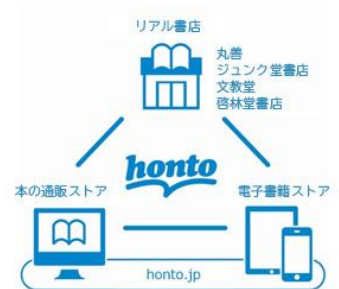 リアル書店
丸善
ジュンク堂書店
文教堂
啓林堂書店
honto
本の通販ストア
電子書籍ストア
honto.jp